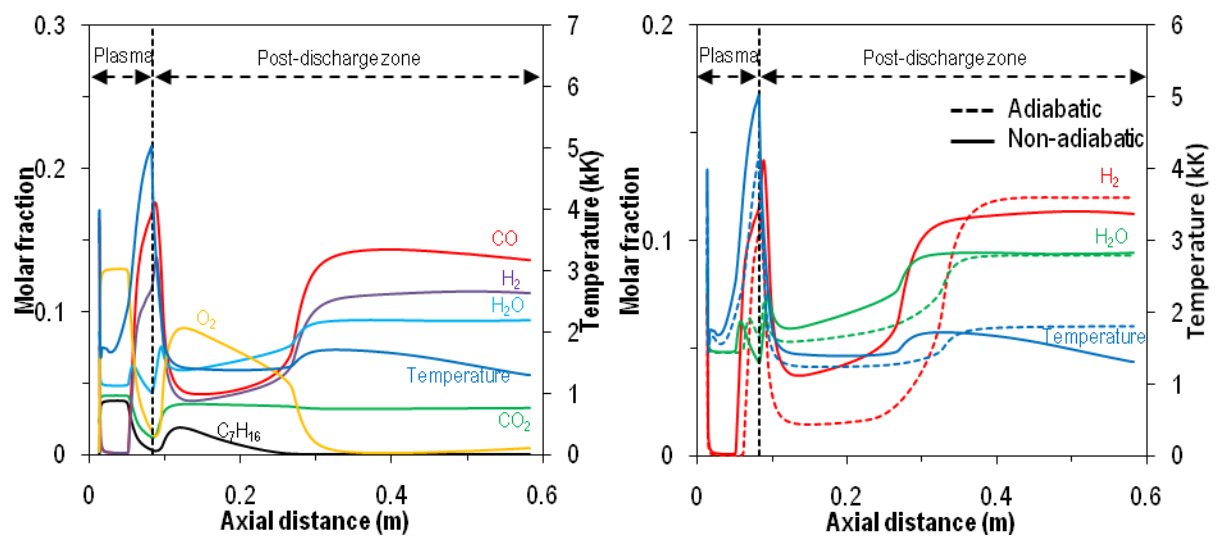 0.3
7
Plasma
Post-discharge zone
6
5
0.2
4
CO
3
H2
O2
H2O
0.1
2
Temperature
1
CO2
C7H16
0
0
0
0.2
0.4
0.6
Axial distance (m)
Molar fraction
Temperature (kK)
0.2
6
Plasma
Post-discharge zone
5
Adiabatic
Non-adiabatic
4
H2
3
0.1
H2O
2
Temperature
1
0
0
0
0.2
0.4
0.6
Axial distance (m)
Molar fraction
Temperature (kK)